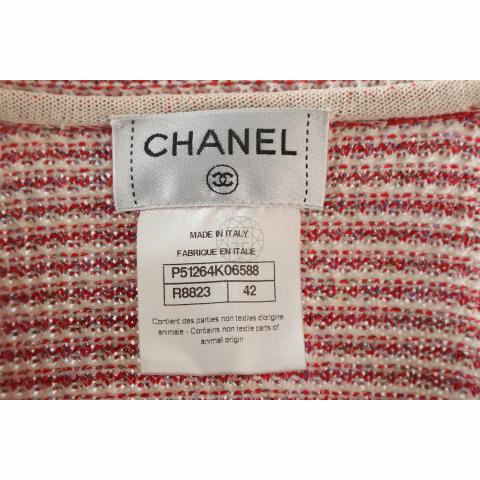 CHANEL
MADE IN ITALY
FABRIQUE EN ITALIE
P51264K06588
R8823 42
Contient des parties non textiles d'origine
animale - Contains non textile parts of
animal origin